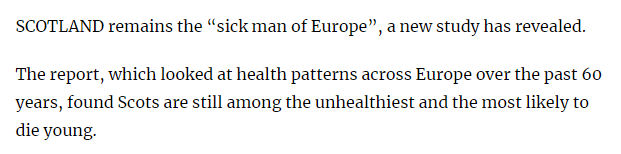 SCOTLAND remains the “sick man of Europe”, a new study has revealed.
The report, which looked at health patterns across Europe over the past 60
years, found Scots are still among the unhealthiest and the most likely to
die young.